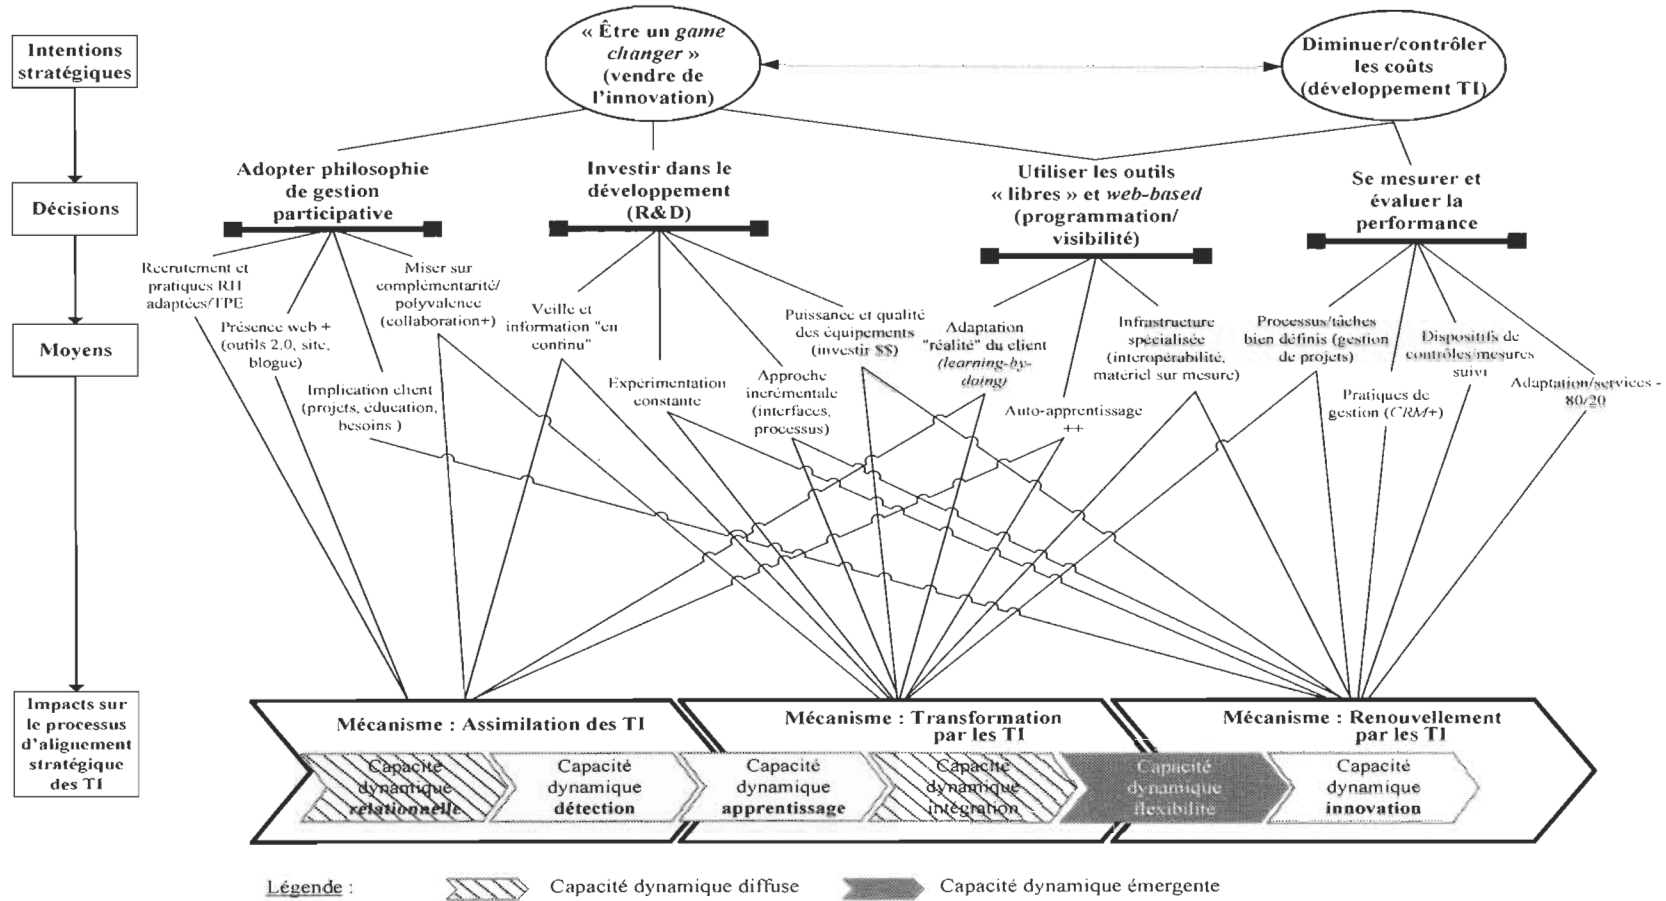 Intentions
stratégiques
« Être un game
changer »
(vendre de
l'innovation)
Diminuer/contrôler
les coûts
(développement TI)
Décisions
Adopter philosophie
de gestion
participative
Investir dans le
développement
(R&D)
Utiliser les outils
« libres » et web-based
(programmation/
visibilité)
Se mesurer et
évaluer la
performance
Moyens
Recrutement et
pratiques RH
adaptées/TPE
Présence web +
(outils 2.0, site,
blogue)
Implication client
(projets, éducation,
besoins )
Miser sur
complémentarité/
polyvalence
(collaboration+)
Veille et
information "en
continu"
Expérimentation
constante
Approche
incrémentale
(interfaces,
processus)
Puissance et qualité
des équipements
(investir $$)
Adaptation
"réalité" du client
(learning-by-
doing)
Auto-apprentissage
++
Infrastructure
spécialisée
(interopérabilité,
matériel sur mesure)
Processus/tâches
bien définis (gestion
de projets)
Pratiques de
gestion (CRM+)
Dispositifs de
contrôles/mesures
suivi
Adaptation/services -
80/20
Impacts sur
le processus
d'alignement
stratégique
des TI
Mécanisme : Assimilation des TI
Mécanisme : Transformation
par les TI
Mécanisme : Renouvellement
par les TI
Capacité
dynamique
relationnelle
Capacité
dynamique
détection
Capacité
dynamique
apprentissage
Capacité
dynamique
intégration
Capacité
dynamique
flexibilité
Capacité
dynamique
innovation
Légende :
Capacité dynamique diffuse
Capacité dynamique émergente